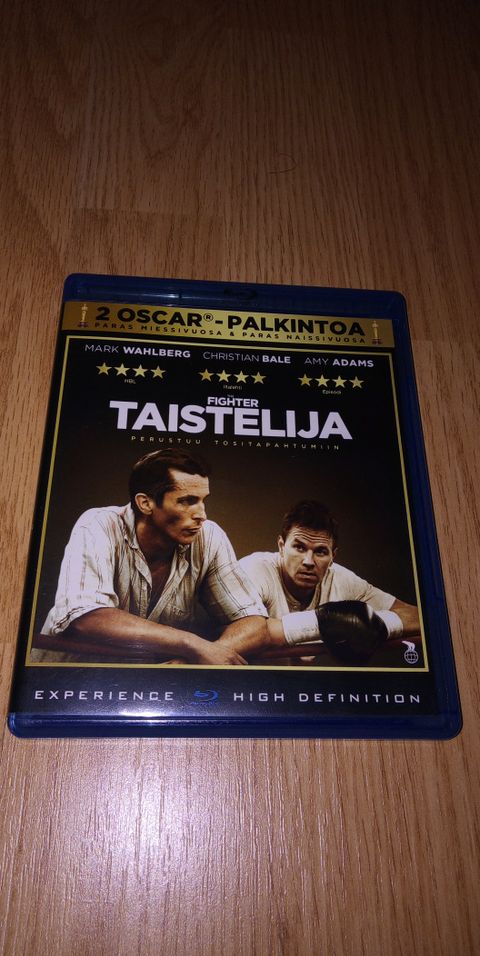 2 OSCAR® - PALKINTOA
PARAS MIESSIVUOSA & PARAS NAISSIVUOSA
MARK WAHLBERG CHRISTIAN BALE AMY ADAMS
HBL Iltalehti Episodi
THE
FIGHTER
TAISTELIJA
PERUSTUU TOSITAPAHTUMIIN
EXPERIENCE HIGH DEFINITION